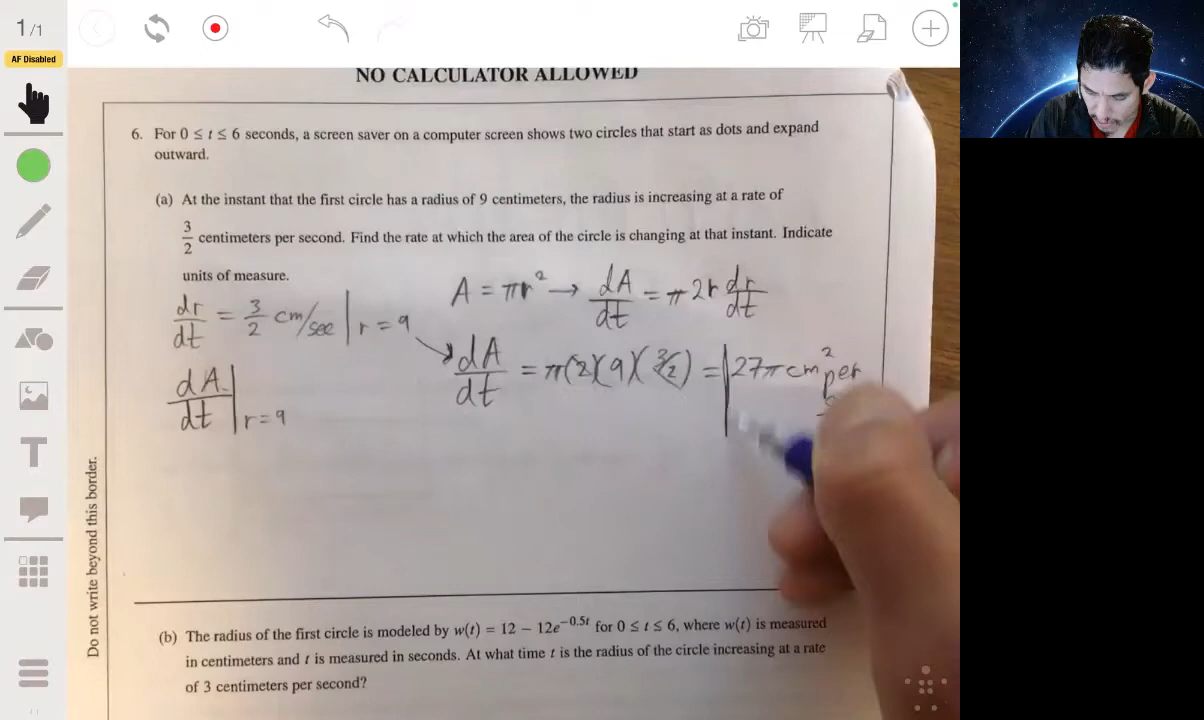 1/1
AF Disabled
NO CALCULATOR ALLOWED
6. For 0 ≤ t ≤ 6 seconds, a screen saver on a computer screen shows two circles that start as dots and expand
outward.
(a) At the instant that the first circle has a radius of 9 centimeters, the radius is increasing at a rate of
3/2 centimeters per second. Find the rate at which the area of the circle is changing at that instant. Indicate
units of measure.
A = πr² → dA/dt = π2r dr/dt
dr/dt = 3/2 cm/sec | r = 9
dA/dt = π(2)(9)(3/2) = 27π cm² per
dA/dt | r = 9
Do not write beyond this border.
(b) The radius of the first circle is modeled by w(t) = 12 − 12e^−0.5t for 0 ≤ t ≤ 6, where w(t) is measured
in centimeters and t is measured in seconds. At what time t is the radius of the circle increasing at a rate
of 3 centimeters per second?
T